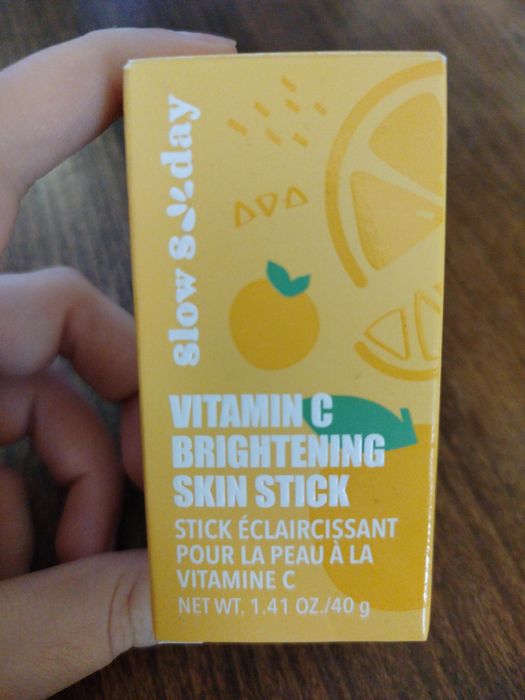 slow sunday
VITAMIN C
BRIGHTENING
SKIN STICK
STICK ÉCLAIRCISSANT
POUR LA PEAU À LA
VITAMINE C
NET WT. 1.41 OZ./40 g